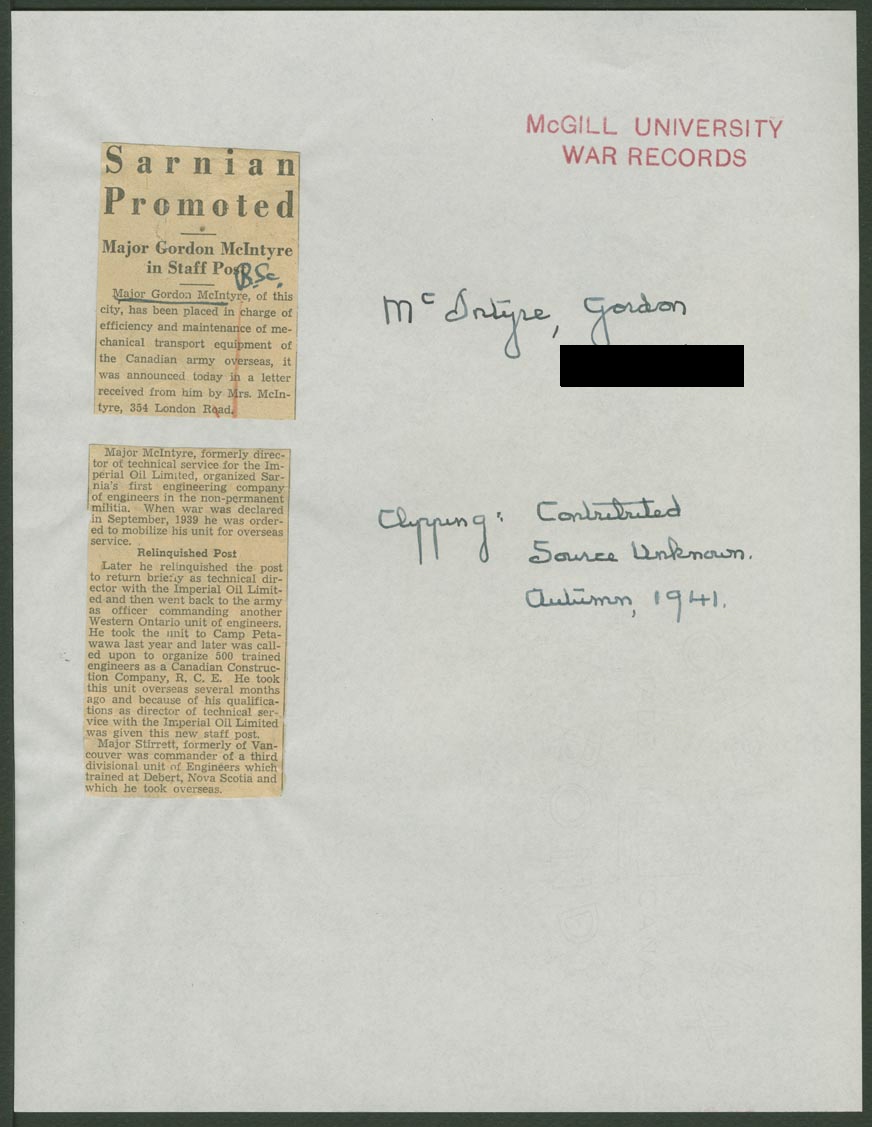 McGILL UNIVERSITY
WAR RECORDS
Sarnian
Promoted
Major Gordon McIntyre
in Staff Pos
B.Sc.
Major Gordon McIntyre, of this
city, has been placed in charge of
efficiency and maintenance of me-
chanical transport equipment of
the Canadian army overseas, it
was announced today in a letter
received from him by Mrs. McIn-
tyre, 354 London Road.
Major McIntyre, formerly direc-
tor of technical service for the Im-
perial Oil Limited, organized Sar-
nia's first engineering company
of engineers in the non-permanent
militia. When war was declared
in September, 1939 he was order-
ed to mobilize his unit for overseas
service.
Relinquished Post
Later he relinquished the post
to return briefly as technical dir-
ector with the Imperial Oil Limit-
ed and then went back to the army
as officer commanding another
Western Ontario unit of engineers.
He took the unit to Camp Peta-
wawa last year and later was call-
ed upon to organize 500 trained
engineers as a Canadian Construc-
tion Company, R. C. E. He took
this unit overseas several months
ago and because of his qualifica-
tions as director of technical ser-
vice with the Imperial Oil Limited
was given this new staff post.
Major Stirrett, formerly of Van-
couver was commander of a third
divisional unit of Engineers which
trained at Debert, Nova Scotia and
which he took overseas.
McIntyre, Gordon
Clipping: Contributed
Source Unknown.
Autumn, 1941.